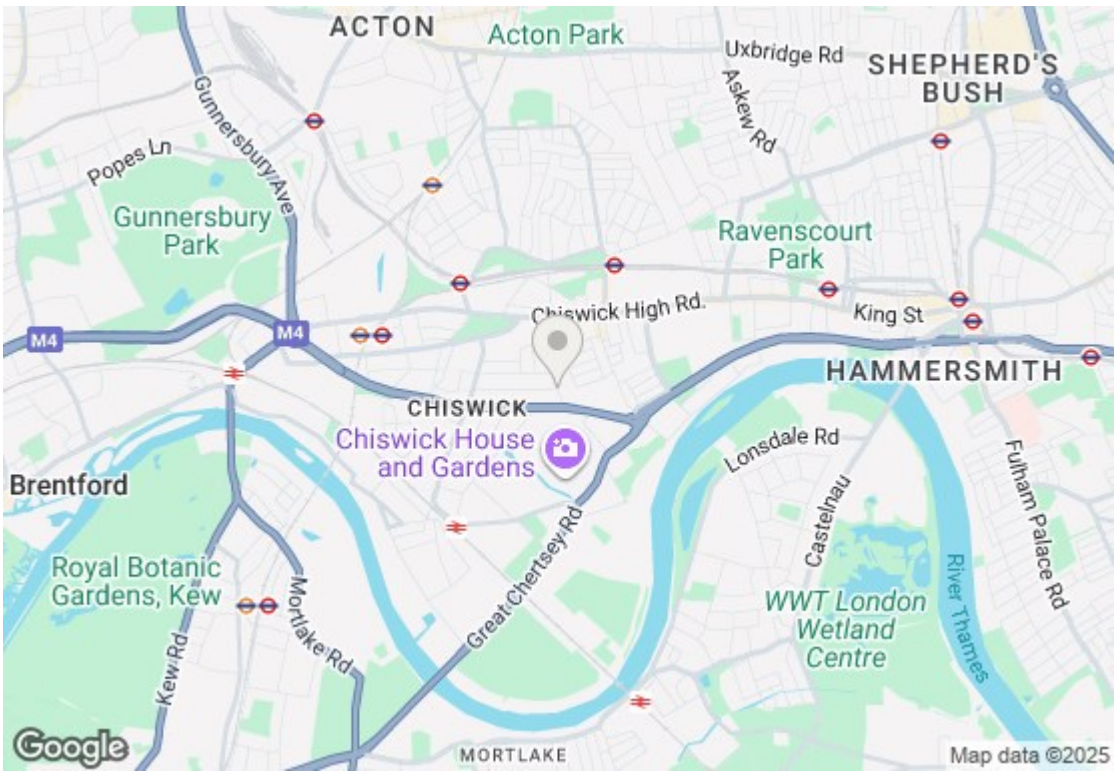 ACTON
Acton Park
Uxbridge Rd
SHEPHERD'S
BUSH
Askew Rd
Gunnersbury Ave
Popes Ln
Gunnersbury
Park
Ravenscourt
Park
Chiswick High Rd.
King St
M4
M4
HAMMERSMITH
CHISWICK
Chiswick House
and Gardens
Lonsdale Rd
Brentford
Castelnau
Fulham Palace Rd
Great Chertsey Rd
Royal Botanic
Gardens, Kew
Mortlake Rd
Kew Rd
WWT London
Wetland
Centre
River Thames
Google
MORTLAKE
Map data ©2025